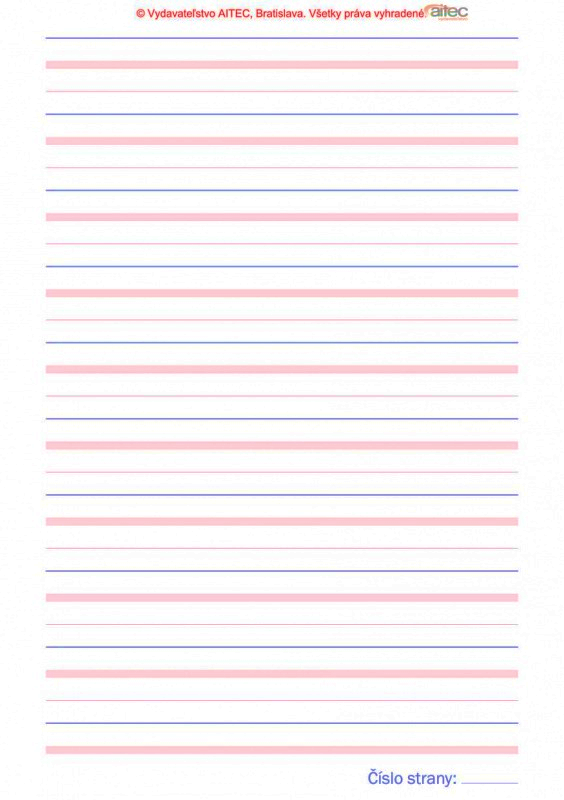 © Vydavateľstvo AITEC, Bratislava. Všetky práva vyhradené. aitec
Číslo strany: